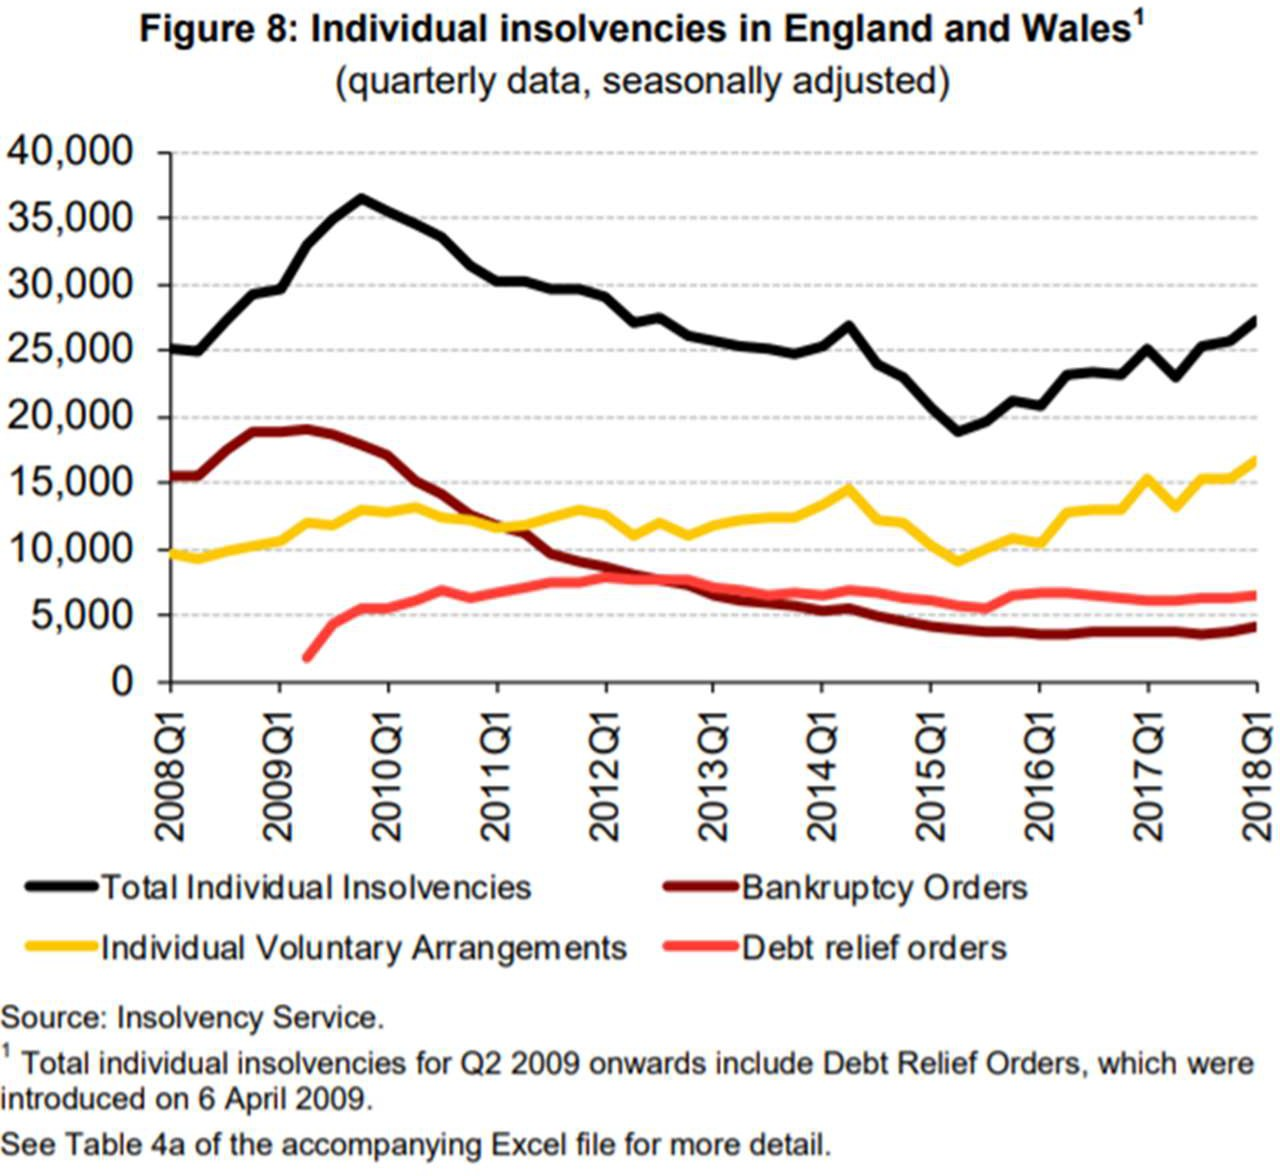 Figure 8: Individual insolvencies in England and Wales1
(quarterly data, seasonally adjusted)
40,000
35,000
30,000
25,000
20,000
15,000
10,000
5,000
0
2008Q1
2009Q1
2010Q1
2011Q1
2012Q1
2013Q1
2014Q1
2015Q1
2016Q1
2017Q1
2018Q1
Total Individual Insolvencies
Bankruptcy Orders
Individual Voluntary Arrangements
Debt relief orders
Source: Insolvency Service.
1 Total individual insolvencies for Q2 2009 onwards include Debt Relief Orders, which were
introduced on 6 April 2009.
See Table 4a of the accompanying Excel file for more detail.